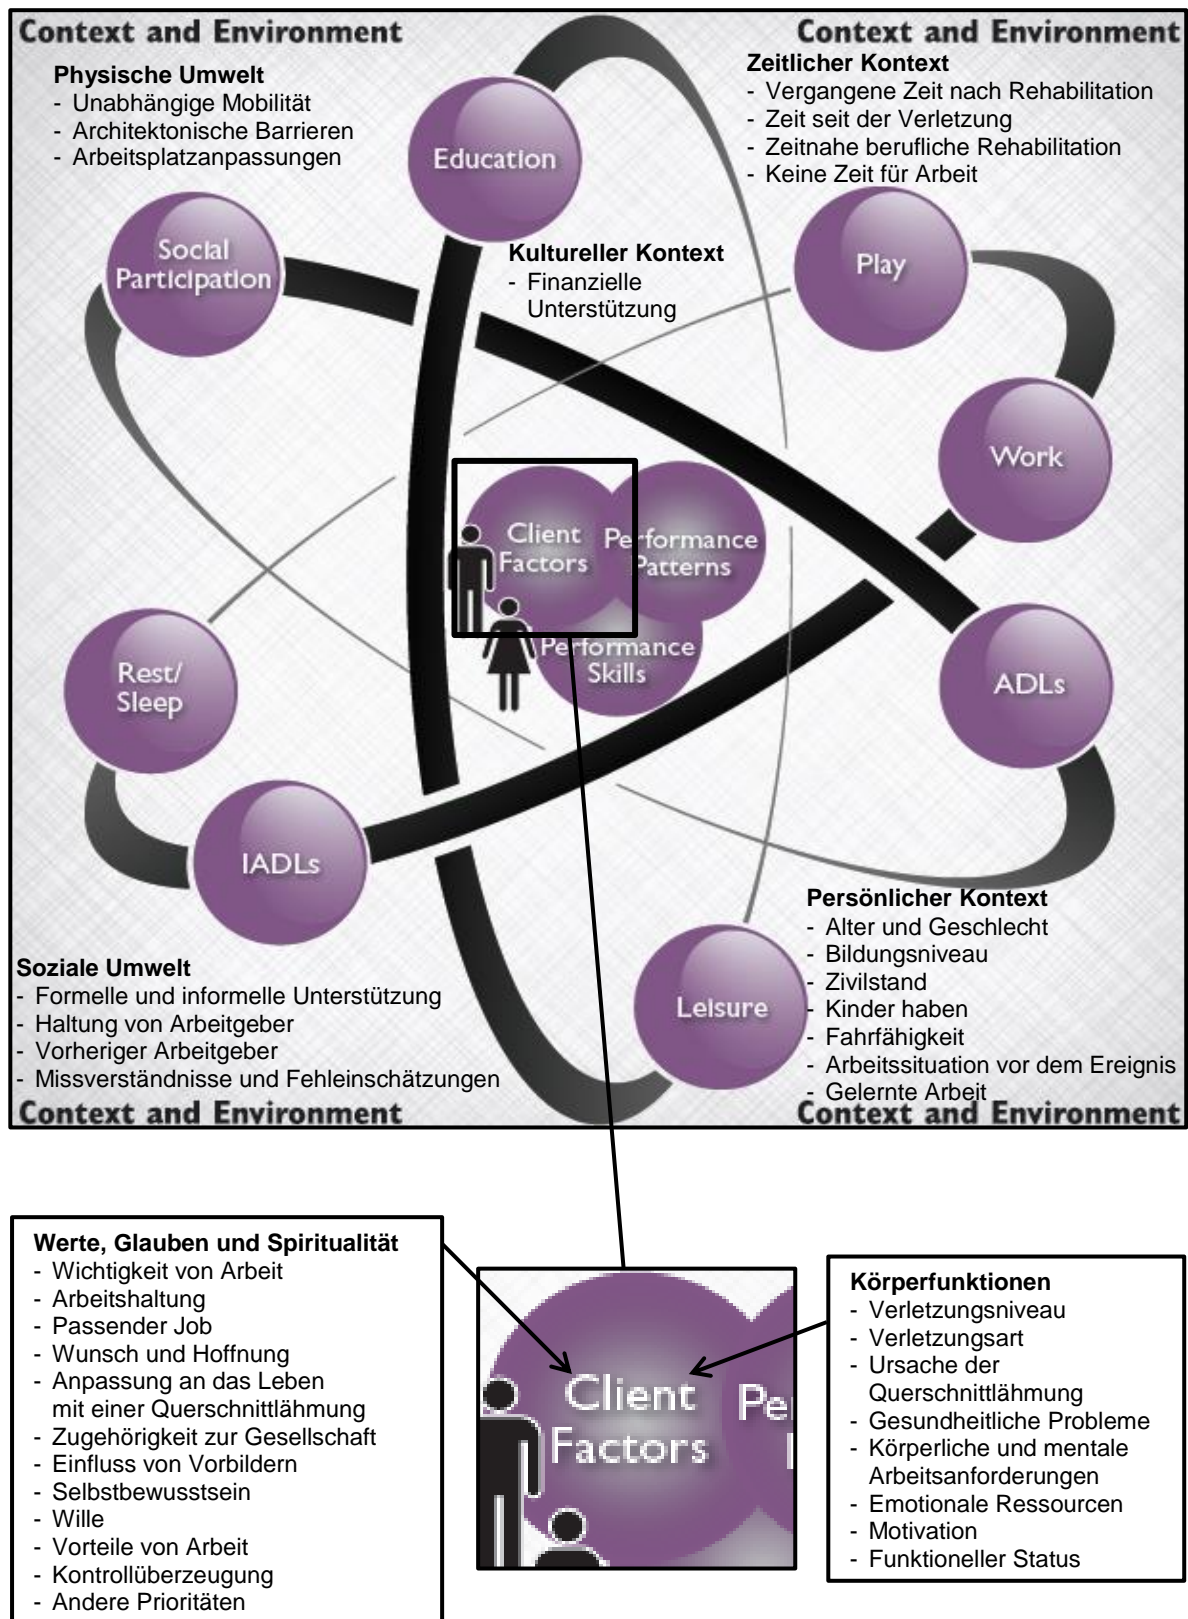 Context and Environment
Context and Environment
Physische Umwelt
- Unabhängige Mobilität
- Architektonische Barrieren
- Arbeitsplatzanpassungen
Zeitlicher Kontext
- Vergangene Zeit nach Rehabilitation
- Zeit seit der Verletzung
- Zeitnahe berufliche Rehabilitation
- Keine Zeit für Arbeit
Education
Social
Participation
Kultureller Kontext
- Finanzielle
Unterstützung
Play
Work
Client
Factors
Performance
Patterns
Performance
Skills
Rest/
Sleep
ADLs
IADLs
Leisure
Persönlicher Kontext
- Alter und Geschlecht
- Bildungsniveau
- Zivilstand
- Kinder haben
- Fahrfähigkeit
- Arbeitssituation vor dem Ereignis
- Gelernte Arbeit
Soziale Umwelt
- Formelle und informelle Unterstützung
- Haltung von Arbeitgeber
- Vorheriger Arbeitgeber
- Missverständnisse und Fehleinschätzungen
Context and Environment
Context and Environment
Werte, Glauben und Spiritualität
- Wichtigkeit von Arbeit
- Arbeitshaltung
- Passender Job
- Wunsch und Hoffnung
- Anpassung an das Leben
mit einer Querschnittlähmung
- Zugehörigkeit zur Gesellschaft
- Einfluss von Vorbildern
- Selbstbewusstsein
- Wille
- Vorteile von Arbeit
- Kontrollüberzeugung
- Andere Prioritäten
Client
Factors
Pe
Körperfunktionen
- Verletzungsniveau
- Verletzungsart
- Ursache der
Querschnittlähmung
- Gesundheitliche Probleme
- Körperliche und mentale
Arbeitsanforderungen
- Emotionale Ressourcen
- Motivation
- Funktioneller Status